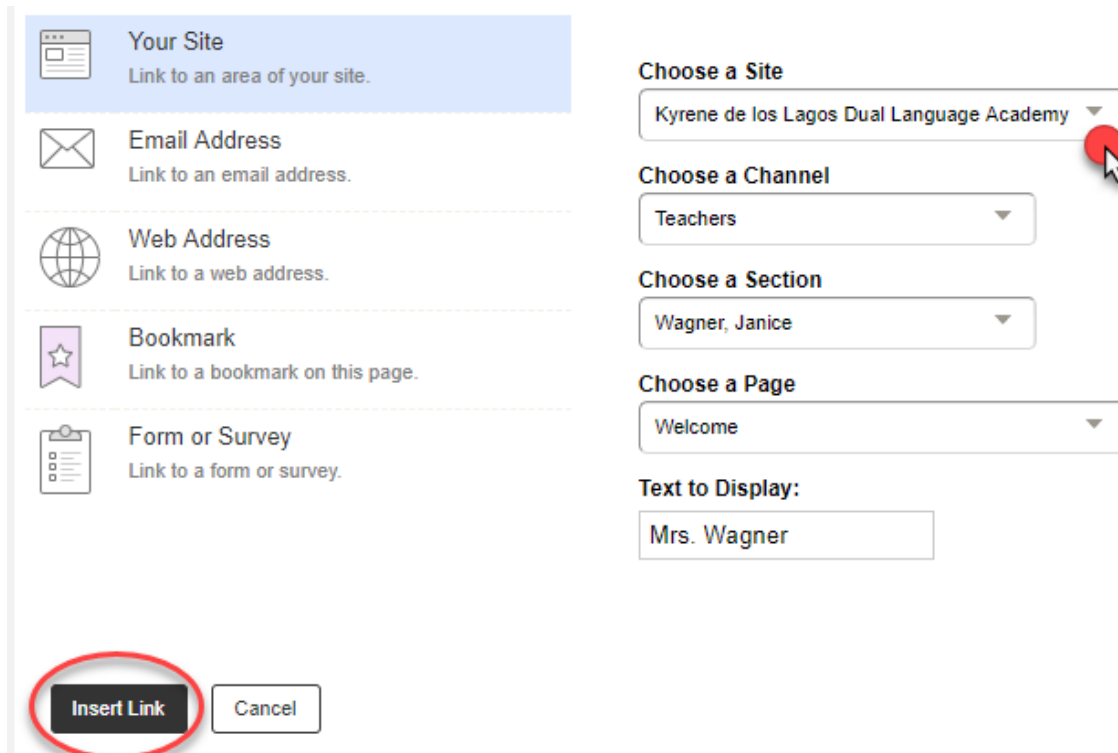 Your Site
Link to an area of your site.
Email Address
Link to an email address.
Web Address
Link to a web address.
Bookmark
Link to a bookmark on this page.
Form or Survey
Link to a form or survey.
Choose a Site
Kyrene de los Lagos Dual Language Academy
Choose a Channel
Teachers
Choose a Section
Wagner, Janice
Choose a Page
Welcome
Text to Display:
Mrs. Wagner
Insert Link
Cancel